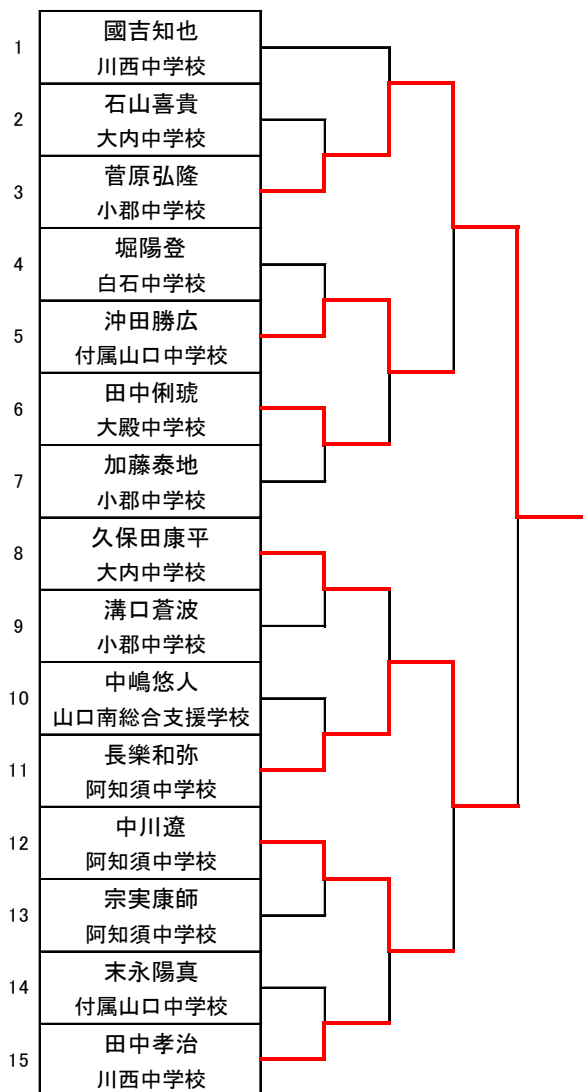 1
國吉知也
川西中学校
2
石山喜貴
大内中学校
3
菅原弘隆
小郡中学校
4
堀陽登
白石中学校
5
沖田勝広
付属山口中学校
6
田中俐琥
大殿中学校
7
加藤泰地
小郡中学校
8
久保田康平
大内中学校
9
溝口蒼波
小郡中学校
10
中嶋悠人
山口南総合支援学校
11
長樂和弥
阿知須中学校
12
中川遼
阿知須中学校
13
宗実康師
阿知須中学校
14
末永陽真
付属山口中学校
15
田中孝治
川西中学校